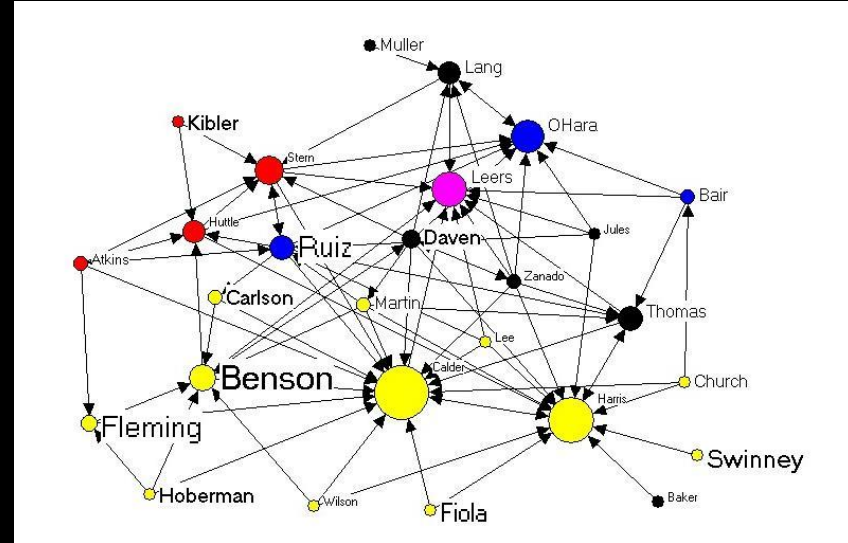 Muller
Lang
Kibler
OHara
Stern
Leers
Bair
Huttle
Jules
Ruiz
Daven
Atkins
Zanado
Carlson
Martin
Thomas
Lee
Calder
Benson
Church
Harris
Fleming
Swinney
Hoberman
Wilson
Baker
Fiola